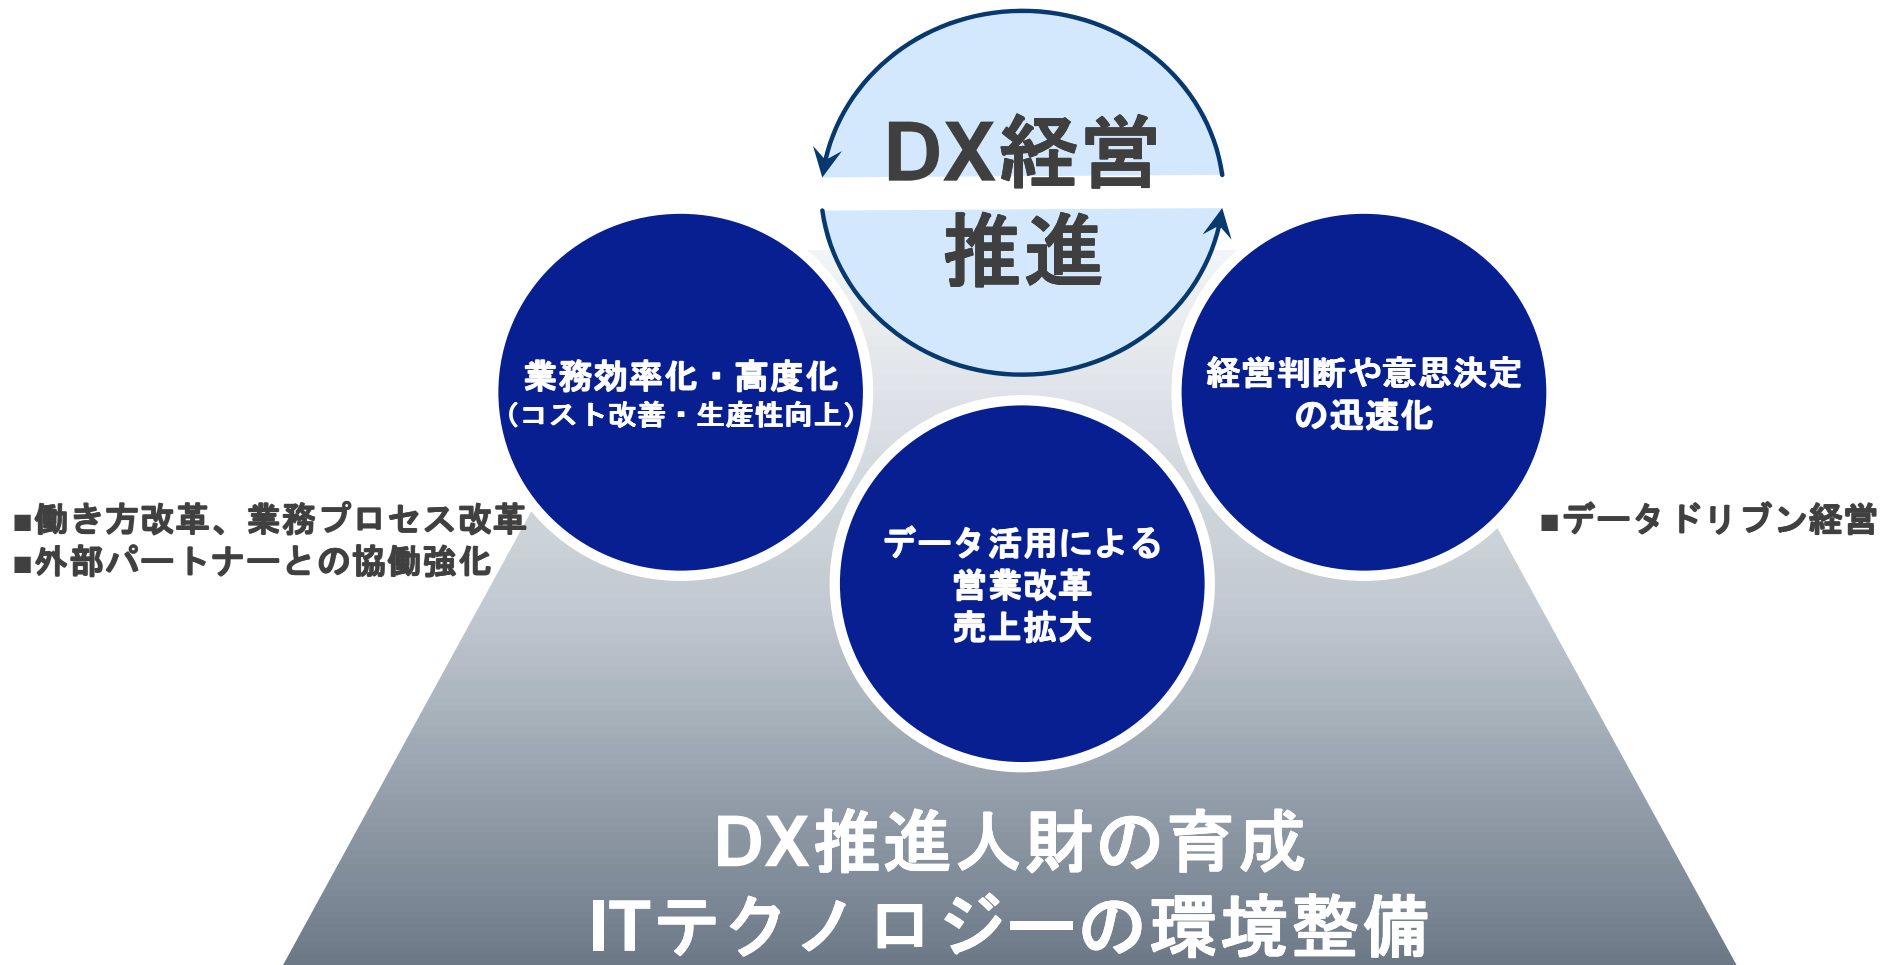 DX経営
推進
業務効率化・高度化
（コスト改善・生産性向上）
経営判断や意思決定
の迅速化
■働き方改革、業務プロセス改革
■外部パートナーとの協働強化
■データドリブン経営
データ活用による
営業改革
売上拡大
DX推進人財の育成
ITテクノロジーの環境整備